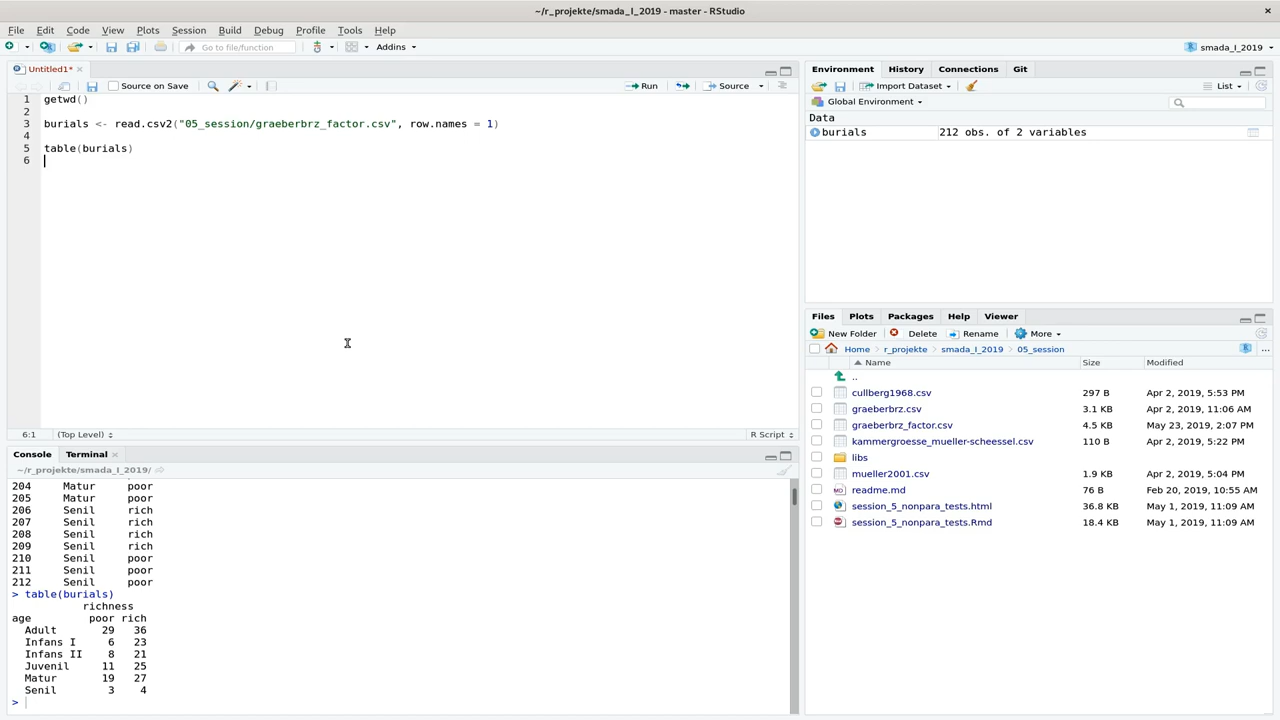 ~/r_projekte/smada_I_2019 - master - RStudio
File Edit Code View Plots Session Build Debug Profile Tools Help
Go to file/function Addins smada_I_2019
Untitled1*
Source on Save Run Source
1 getwd()
2
3 burials <- read.csv2("05_session/graeberbrz_factor.csv", row.names = 1)
4
5 table(burials)
6
6:1 (Top Level) R Script
Console Terminal
~/r_projekte/smada_I_2019/
204 Matur poor
205 Matur poor
206 Senil rich
207 Senil rich
208 Senil rich
209 Senil rich
210 Senil poor
211 Senil poor
212 Senil poor
> table(burials)
richness
age poor rich
Adult 29 36
Infans I 6 23
Infans II 8 21
Juvenil 11 25
Matur 19 27
Senil 3 4
>
Environment History Connections Git
Import Dataset List
Global Environment
Data
burials 212 obs. of 2 variables
Files Plots Packages Help Viewer
New Folder Delete Rename More
Home r_projekte smada_I_2019 05_session ...
Name Size Modified
..
cullberg1968.csv 297 B Apr 2, 2019, 5:53 PM
graeberbrz.csv 3.1 KB Apr 2, 2019, 11:06 AM
graeberbrz_factor.csv 4.5 KB May 23, 2019, 2:07 PM
kammergroesse_mueller-scheessel.csv 110 B Apr 2, 2019, 5:22 PM
libs
mueller2001.csv 1.9 KB Apr 2, 2019, 5:04 PM
readme.md 76 B Feb 20, 2019, 10:55 AM
session_5_nonpara_tests.html 36.8 KB May 1, 2019, 11:09 AM
session_5_nonpara_tests.Rmd 18.4 KB May 1, 2019, 11:09 AM